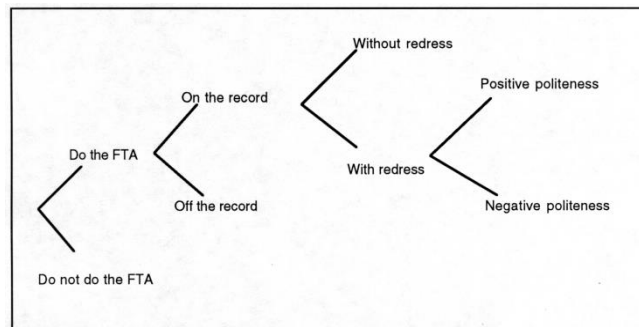 Without redress
Positive politeness
On the record
Do the FTA
With redress
Off the record
Negative politeness
Do not do the FTA